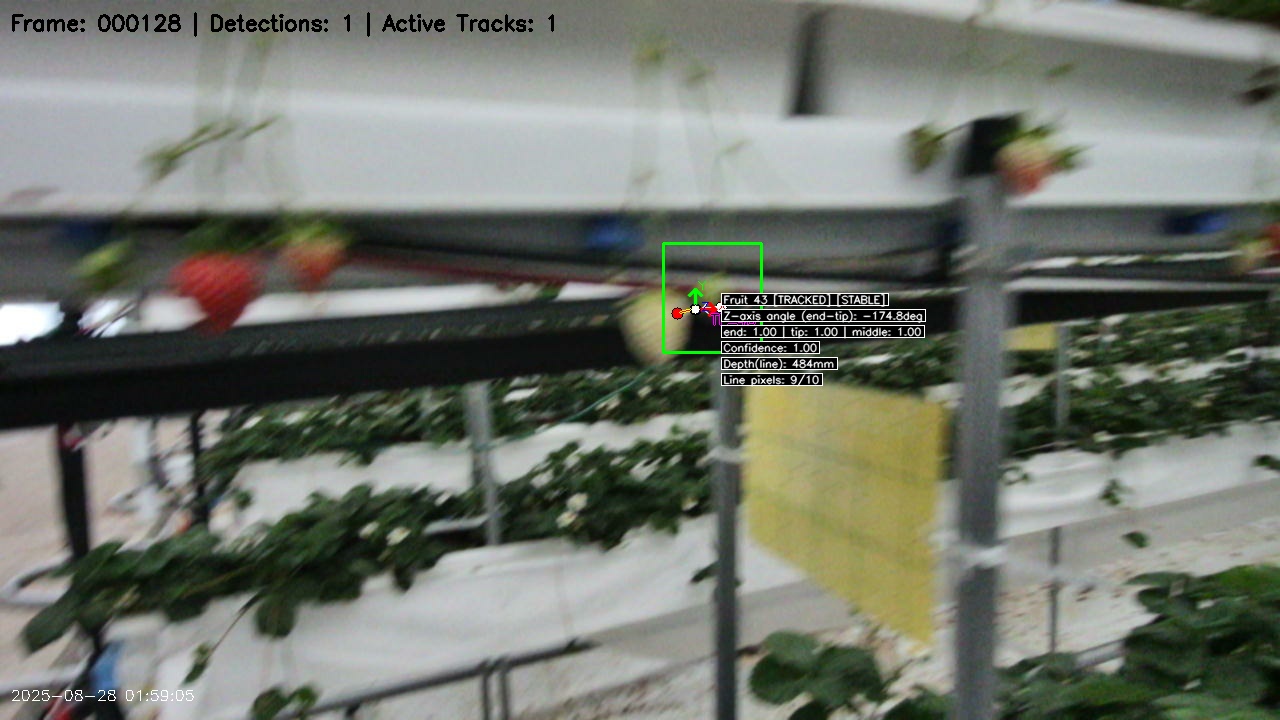 Frame: 000128 | Detections: 1 | Active Tracks: 1
Fruit 43 [TRACKED] [STABLE]
Z-axis angle (end-tip): -174.8deg
end: 1.00 | tip: 1.00 | middle: 1.00
Confidence: 1.00
Depth(line): 484mm
Line pixels: 9/10
2025-08-28 01:59:05